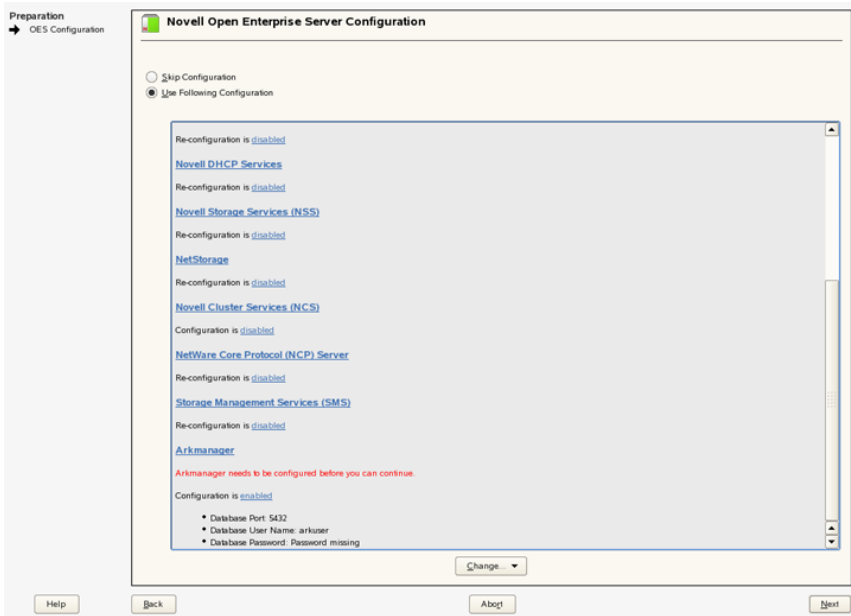 Preparation
OES Configuration
Novell Open Enterprise Server Configuration
Skip Configuration
Use Following Configuration
Re-configuration is disabled
Novell DHCP Services
Re-configuration is disabled
Novell Storage Services (NSS)
Re-configuration is disabled
NetStorage
Re-configuration is disabled
Novell Cluster Services (NCS)
Configuration is disabled
NetWare Core Protocol (NCP) Server
Re-configuration is disabled
Storage Management Services (SMS)
Re-configuration is disabled
Arkmanager
Arkmanager needs to be configured before you can continue.
Configuration is enabled
• Database Port: 5432
• Database User Name: arkuser
• Database Password: Password missing
Change...
Help Back Abort Next